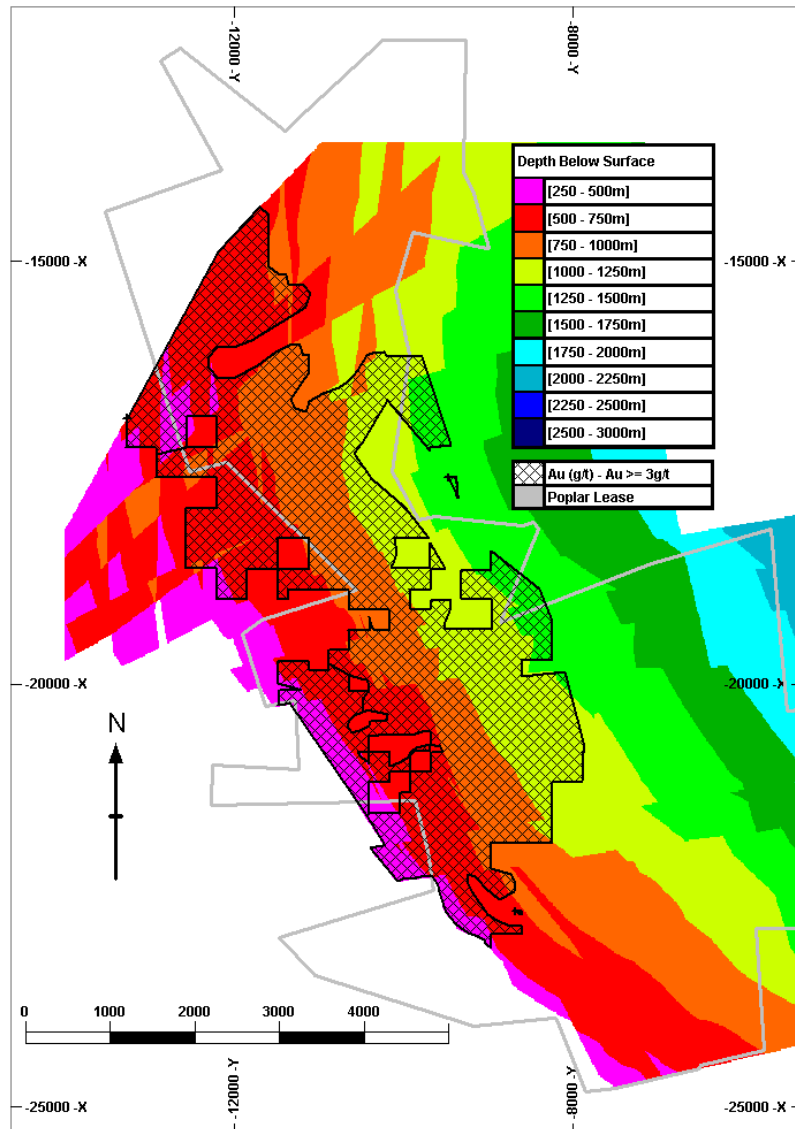 -12000 -Y
-8000 -Y
Depth Below Surface
[250 - 500m]
[500 - 750m]
[750 - 1000m]
-15000 -X
-15000 -X
[1000 - 1250m]
[1250 - 1500m]
[1500 - 1750m]
[1750 - 2000m]
[2000 - 2250m]
[2250 - 2500m]
[2500 - 3000m]
Au (g/t) - Au >= 3g/t
Poplar Lease
-20000 -X
-20000 -X
N
0
1000
2000
3000
4000
-12000 -Y
-8000 -Y
-25000 -X
-25000 -X